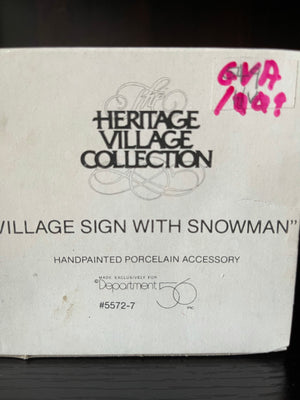 The
HERITAGE
VILLAGE
COLLECTION
GVA
VILLAGE SIGN WITH SNOWMAN"
HANDPAINTED PORCELAIN ACCESSORY
MADE EXCLUSIVELY FOR
©Department 56 INC.
#5572-7